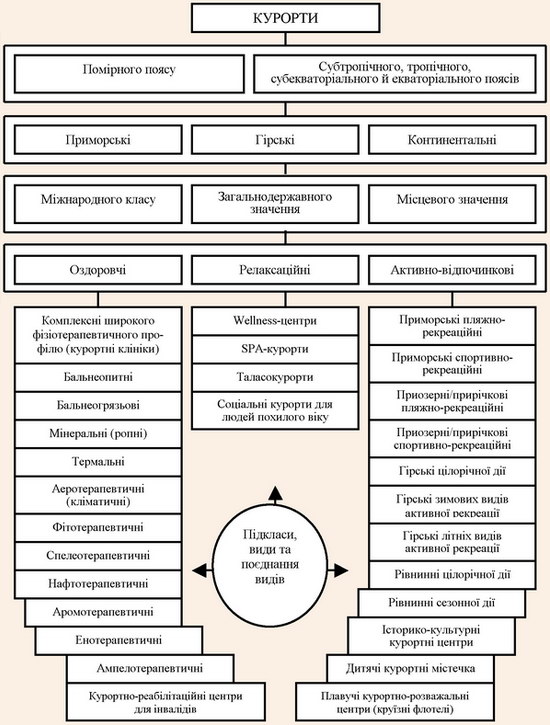 КУРОРТИ
Помірного поясу
Субтропічного, тропічного,
субекваторіального й екваторіального поясів
Приморські
Гірські
Континентальні
Міжнародного класу
Загальнодержавного
значення
Місцевого значення
Оздоровчі
Релаксаційні
Активно-відпочинкові
Комплексні широкого
фізіотерапевтичного про-
філю (курортні клініки)
Бальнеопитні
Бальнеогрязьові
Мінеральні (ропні)
Термальні
Аеротерапевтичні
(кліматичні)
Фітотерапевтичні
Спелеотерапевтичні
Нафтотерапевтичні
Аромотерапевтичні
Енотерапевтичні
Ампелотерапевтичні
Курортно-реабілітаційні центри
для інвалідів
Wellness-центри
SPA-курорти
Таласокурорти
Соціальні курорти для
людей похилого віку
Підкласи,
види та
поєднання
видів
Приморські пляжно-
рекреаційні
Приморські спортивно-
рекреаційні
Приозерні/прирічкові
пляжно-рекреаційні
Приозерні/прирічкові
спортивно-рекреаційні
Гірські цілорічної дії
Гірські зимових видів
активної рекреації
Гірські літніх видів
активної рекреації
Рівнинні цілорічної дії
Рівнинні сезонної дії
Історико-культурні
курортні центри
Дитячі курортні містечка
Плавучі курортно-розважальні
центри (круїзні флотелі)